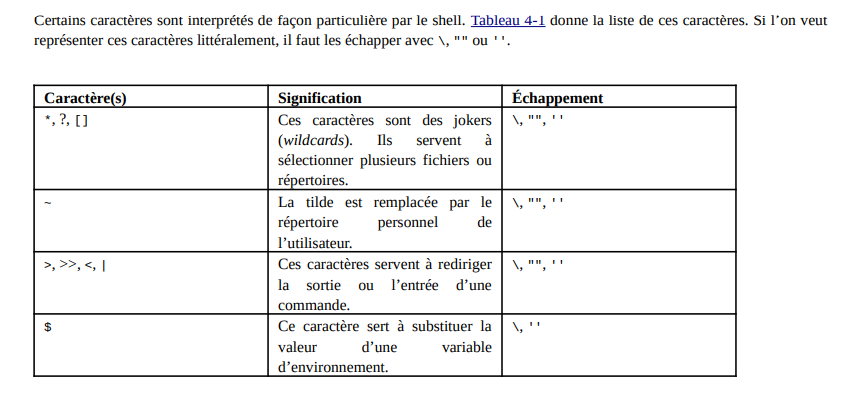 Certains caractères sont interprétés de façon particulière par le shell. Tableau 4-1 donne la liste de ces caractères. Si l’on veut
représenter ces caractères littéralement, il faut les échapper avec \, "" ou ''.
Caractère(s) Signification Échappement
*, ?, [] Ces caractères sont des jokers \, "", ''
(wildcards). Ils servent à
sélectionner plusieurs fichiers ou
répertoires.
~ La tilde est remplacée par le \, "", ''
répertoire personnel de
l’utilisateur.
>, >>, <, | Ces caractères servent à rediriger \, "", ''
la sortie ou l’entrée d’une
commande.
$ Ce caractère sert à substituer la \, ''
valeur d’une variable
d’environnement.